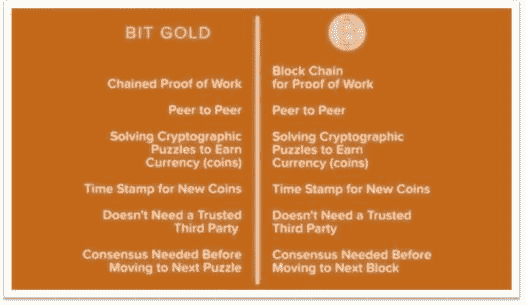 BIT GOLD
Chained Proof of Work
Peer to Peer
Solving Cryptographic
Puzzles to Earn
Currency (coins)
Time Stamp for New Coins
Doesn't Need a Trusted
Third Party
Consensus Needed Before
Moving to Next Puzzle
Block Chain
for Proof of Work
Peer to Peer
Solving Cryptographic
Puzzles to Earn
Currency (coins)
Time Stamp for New Coins
Doesn't Need a Trusted
Third Party
Consensus Needed Before
Moving to Next Block